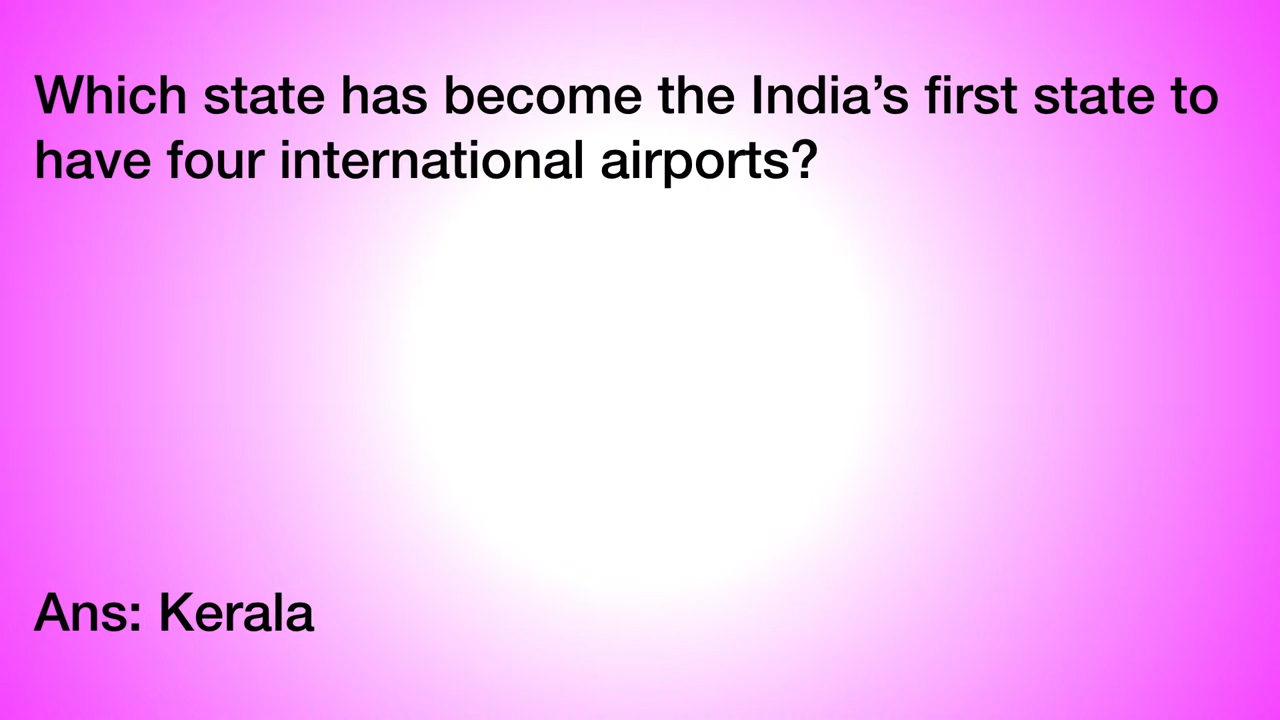 Which state has become the India’s first state to
have four international airports?
Ans: Kerala